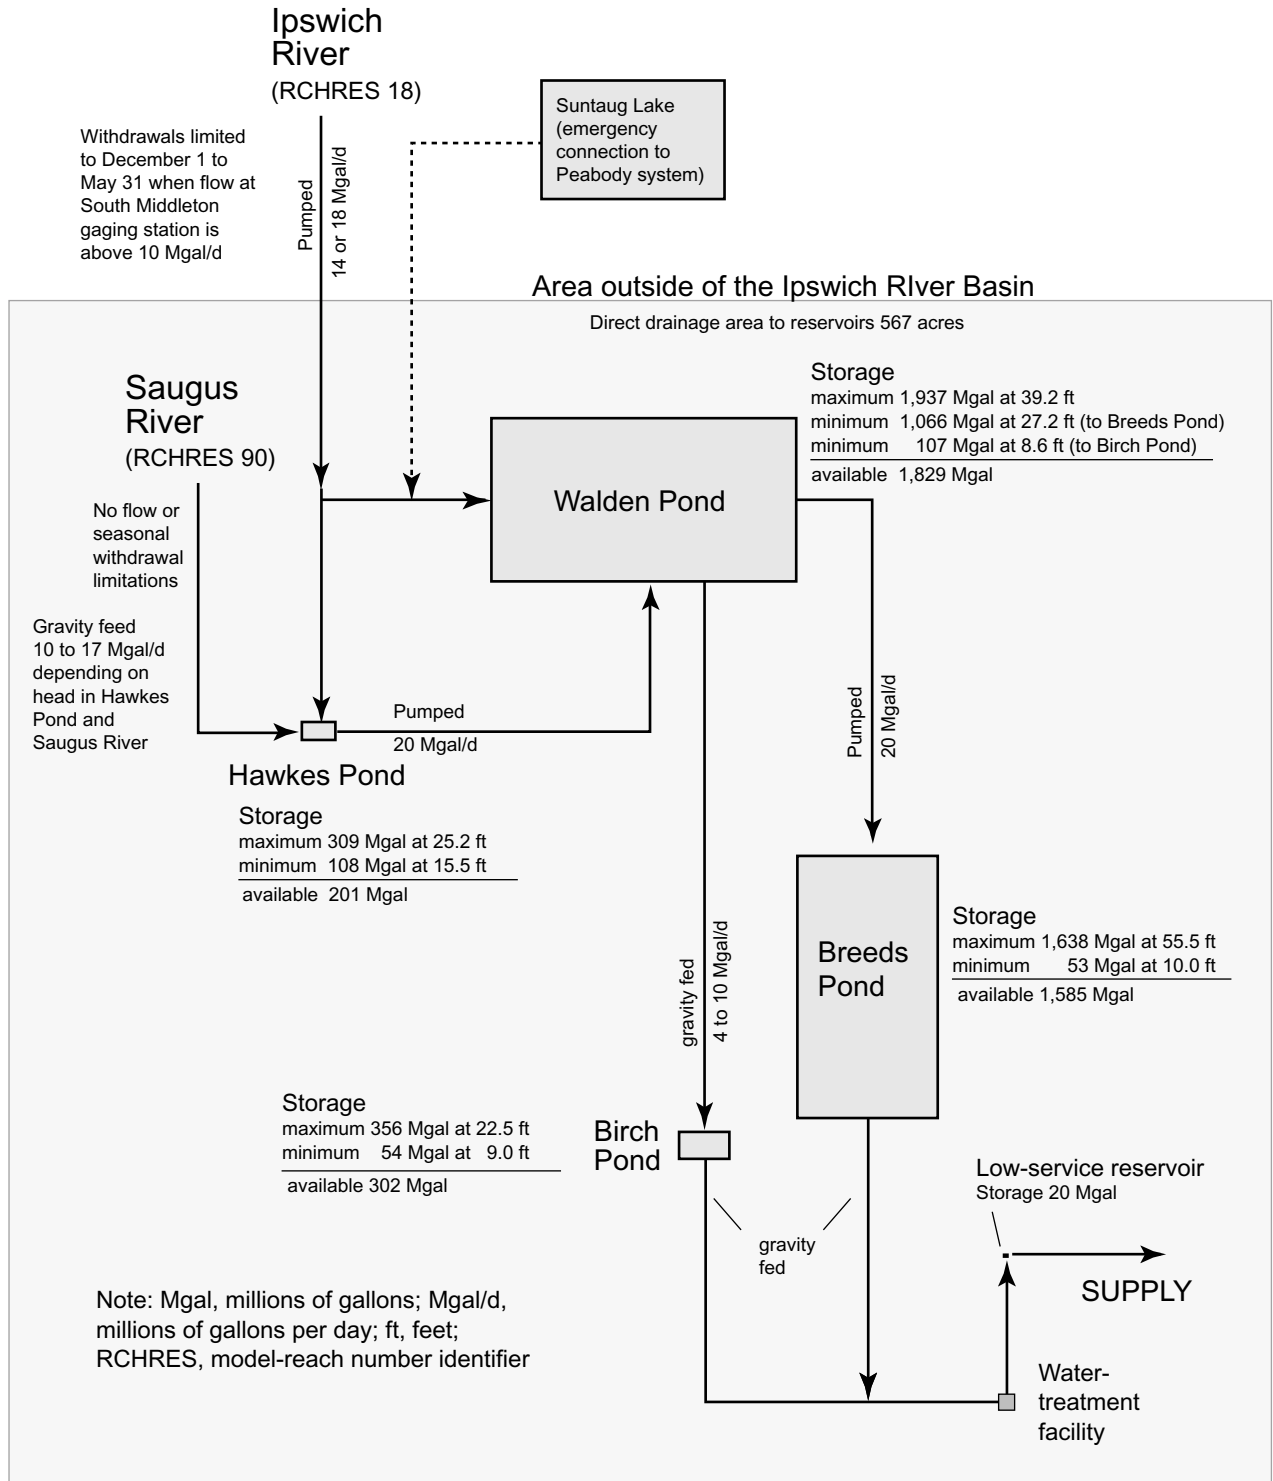 Ipswich
River
(RCHRES 18)
Withdrawals limited
to December 1 to
May 31 when flow at
South Middleton
gaging station is
above 10 Mgal/d
Pumped
14 or 18 Mgal/d
Suntaug Lake
(emergency
connection to
Peabody system)
Area outside of the Ipswich RIver Basin
Direct drainage area to reservoirs 567 acres
Saugus
River
(RCHRES 90)
No flow or
seasonal
withdrawal
limitations
Gravity feed
10 to 17 Mgal/d
depending on
head in Hawkes
Pond and
Saugus River
Storage
maximum 1,937 Mgal at 39.2 ft
minimum 1,066 Mgal at 27.2 ft (to Breeds Pond)
minimum 107 Mgal at 8.6 ft (to Birch Pond)
available 1,829 Mgal
Walden Pond
Pumped
20 Mgal/d
Hawkes Pond
Storage
maximum 309 Mgal at 25.2 ft
minimum 108 Mgal at 15.5 ft
available 201 Mgal
Pumped
20 Mgal/d
gravity fed
4 to 10 Mgal/d
Breeds
Pond
Storage
maximum 1,638 Mgal at 55.5 ft
minimum 53 Mgal at 10.0 ft
available 1,585 Mgal
Storage
maximum 356 Mgal at 22.5 ft
minimum 54 Mgal at 9.0 ft
available 302 Mgal
Birch
Pond
gravity
fed
Low-service reservoir
Storage 20 Mgal
SUPPLY
Water-
treatment
facility
Note: Mgal, millions of gallons; Mgal/d,
millions of gallons per day; ft, feet;
RCHRES, model-reach number identifier